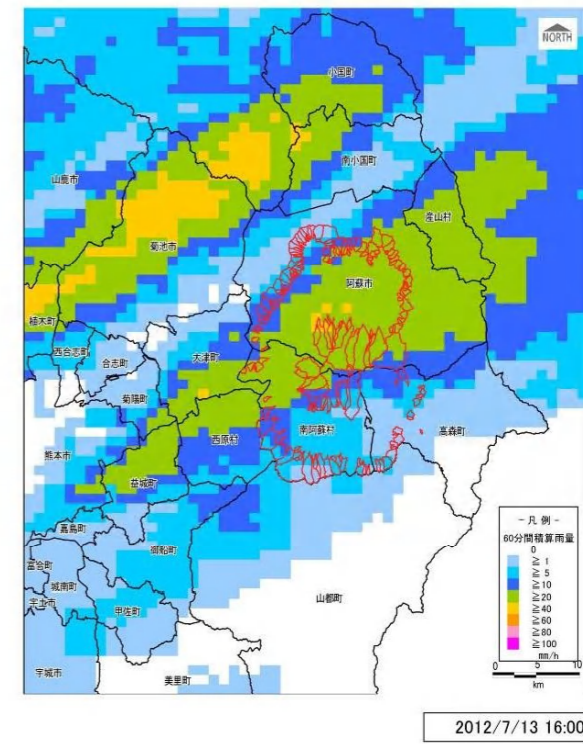 NORTH
小国町
南小国町
山鹿市
産山村
菊池市
阿蘇市
植木町
西合志町
合志町
大津町
菊陽町
南阿蘇村
高森町
西原村
熊本市
益城町
嘉島町
御船町
富合町
城南町
宇土市
甲佐町
山都町
宇城市
美里町
- 凡 例 -
60分間積算雨量
0
≧ 1
≧ 5
≧ 10
≧ 20
≧ 40
≧ 60
≧ 80
≧ 100
mm/h
0 5 10
km
2012/7/13 16:00